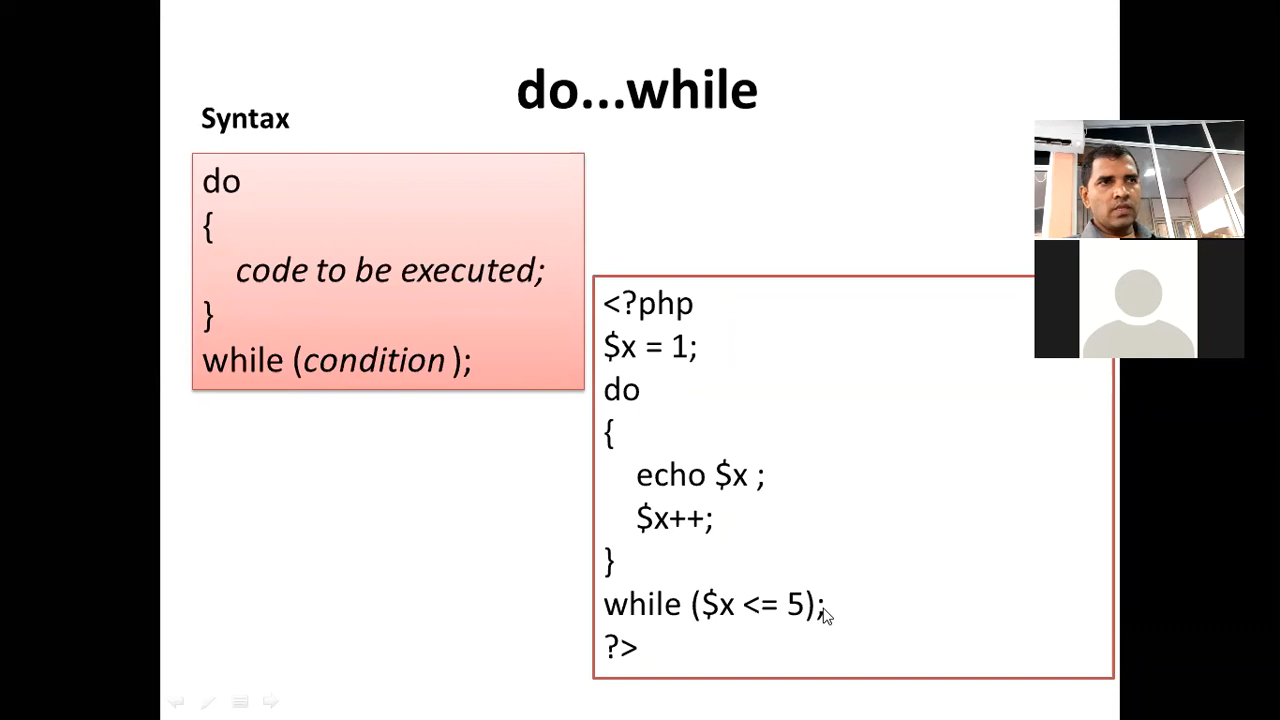 do...while
Syntax
do
{
code to be executed;
}
while (condition );
<?php
$x = 1;
do
{
echo $x ;
$x++;
}
while ($x <= 5);
?>